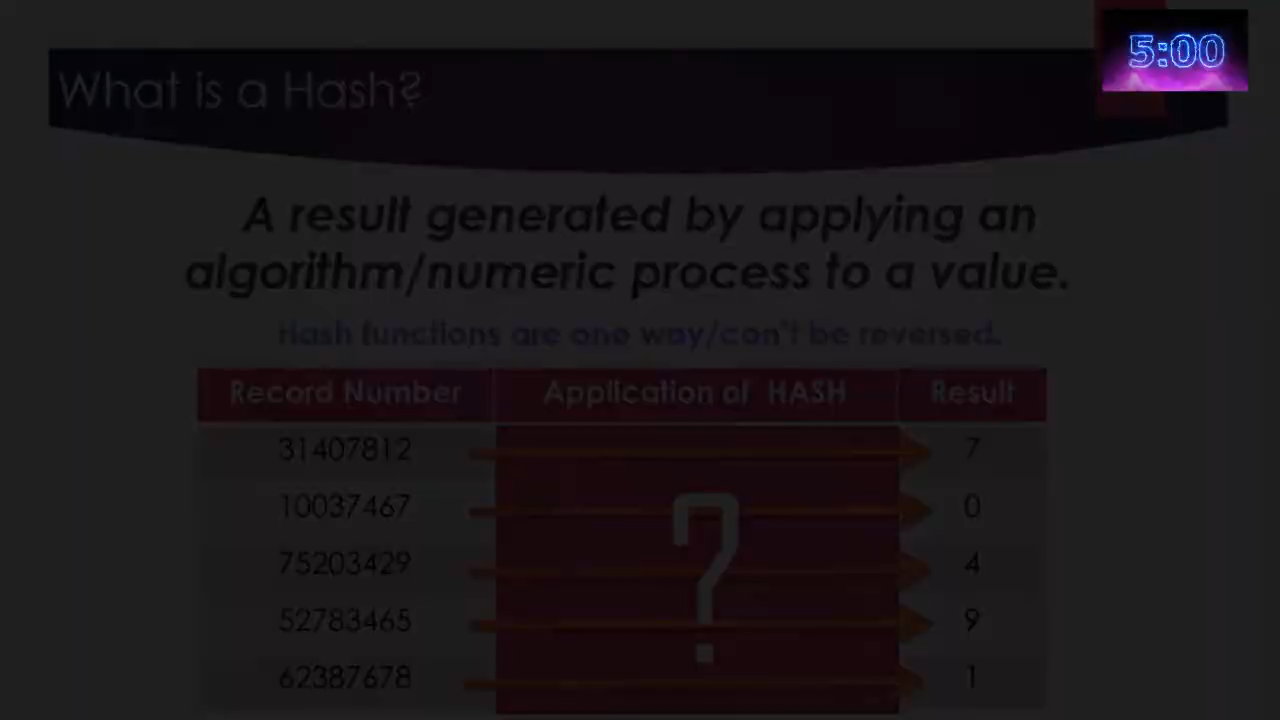 5:00
What is a Hash?
A result generated by applying an
algorithm/numeric process to a value.
Hash functions are one way/can't be reversed.
Record Number Application of HASH Result
31407812 7
10037467 0
75203429 4
52783465 9
62387678 1
?